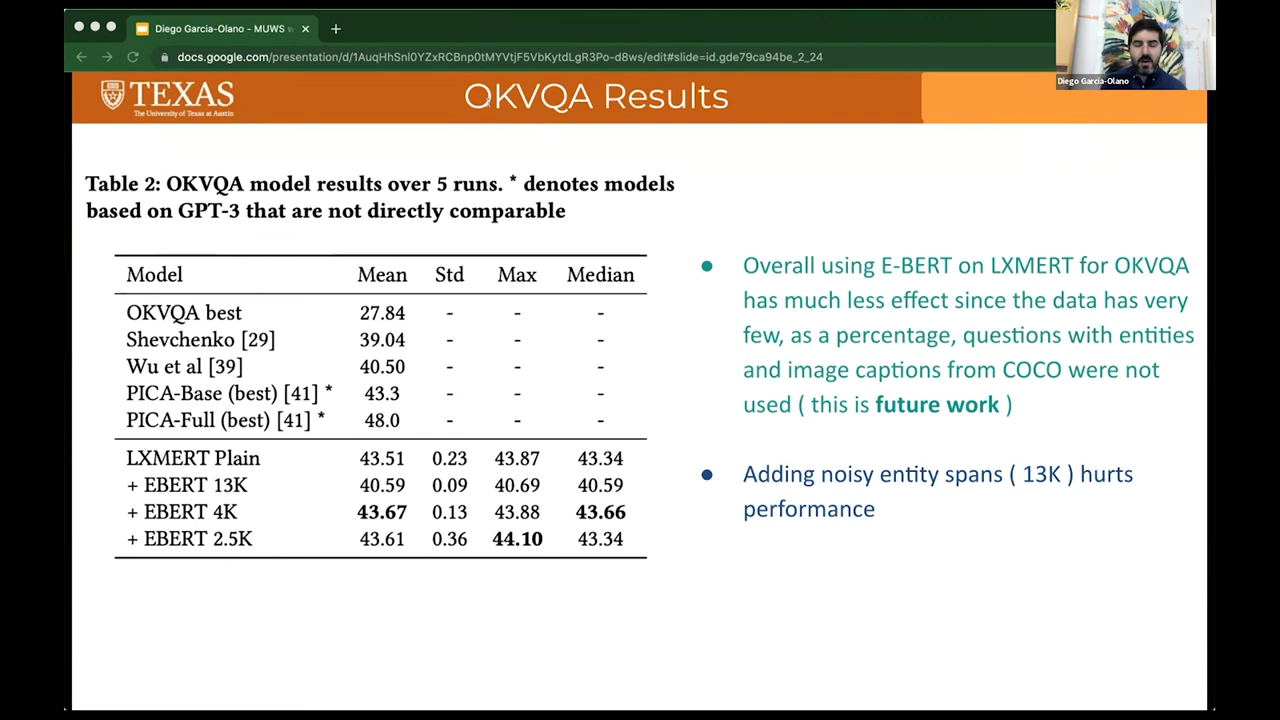 Diego Garcia-Olano - MUWS
docs.google.com/presentation/d/1AuqHhSnl0YZxRCBnp0tMYVtjF5VbKytdLgR3Po-d8ws/edit#slide=id.gde79ca94be_2_24
Diego Garcia-Olano
TEXAS
The University of Texas at Austin
OKVQA Results
Table 2: OKVQA model results over 5 runs. * denotes models
based on GPT-3 that are not directly comparable
Model Mean Std Max Median
OKVQA best 27.84 - - -
Shevchenko [29] 39.04 - - -
Wu et al [39] 40.50 - - -
PICA-Base (best) [41] * 43.3 - - -
PICA-Full (best) [41] * 48.0 - - -
LXMERT Plain 43.51 0.23 43.87 43.34
+ EBERT 13K 40.59 0.09 40.69 40.59
+ EBERT 4K 43.67 0.13 43.88 43.66
+ EBERT 2.5K 43.61 0.36 44.10 43.34
● Overall using E-BERT on LXMERT for OKVQA
has much less effect since the data has very
few, as a percentage, questions with entities
and image captions from COCO were not
used ( this is future work )
● Adding noisy entity spans ( 13K ) hurts
performance